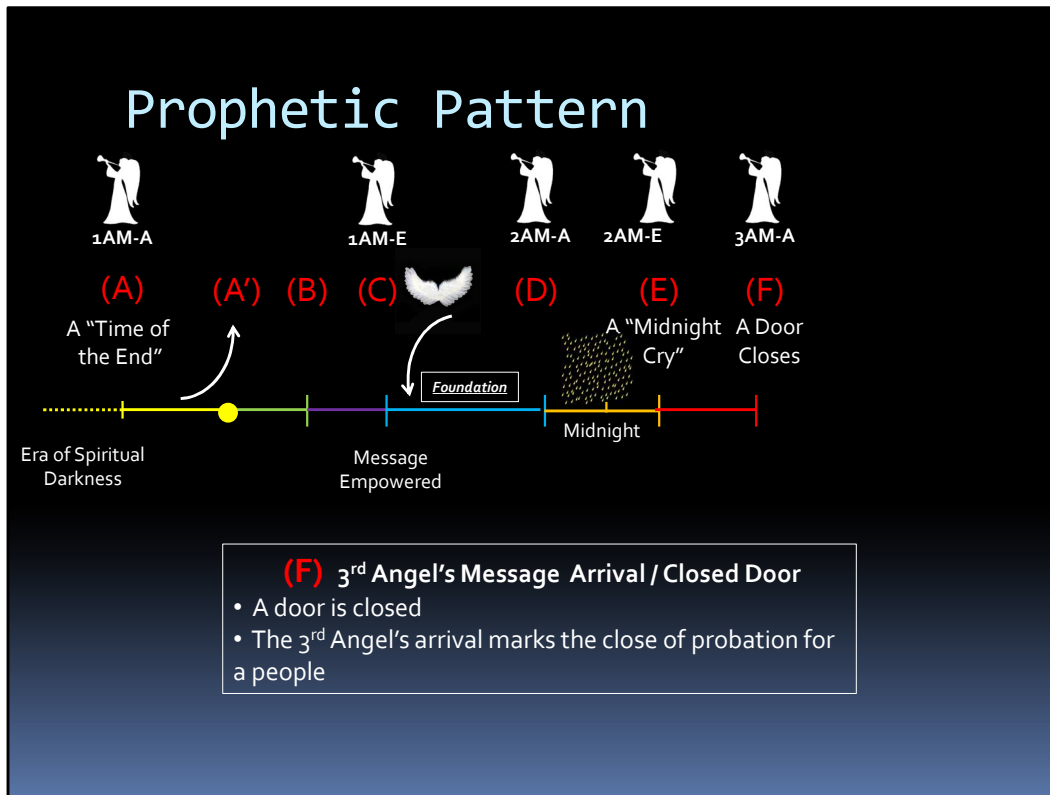 Prophetic Pattern
1AM-A
1AM-E
2AM-A
2AM-E
3AM-A
(A)
(A’)
(B)
(C)
(D)
(E)
(F)
A “Time of
the End”
A “Midnight
Cry”
A Door
Closes
Foundation
Midnight
Era of Spiritual
Darkness
Message
Empowered
(F) 3rd Angel’s Message Arrival / Closed Door
• A door is closed
• The 3rd Angel’s arrival marks the close of probation for
a people